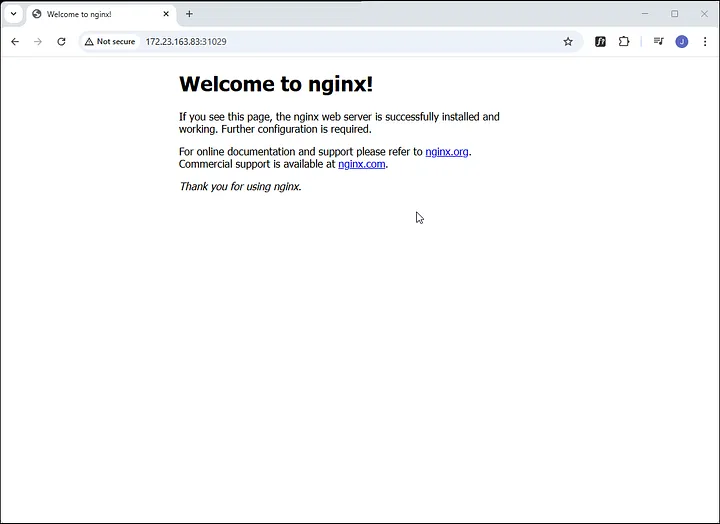 Welcome to nginx!
Not secure 172.23.163.83:31029
J
Welcome to nginx!
If you see this page, the nginx web server is successfully installed and
working. Further configuration is required.
For online documentation and support please refer to nginx.org.
Commercial support is available at nginx.com.
Thank you for using nginx.